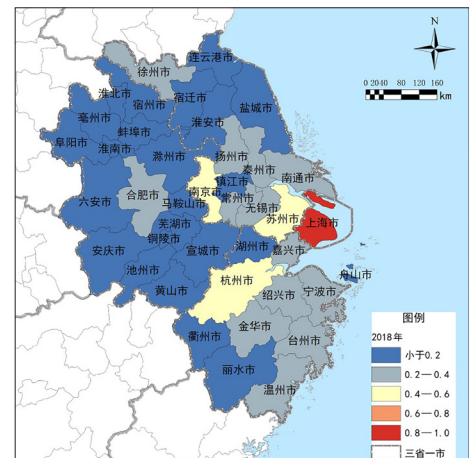 N
0 20 40 80 120 160
km
连云港市
徐州市
淮北市
宿州市
宿迁市
亳州市
淮安市
盐城市
蚌埠市
阜阳市
淮南市
滁州市
扬州市
泰州市
南通市
六安市
合肥市
南京市
镇江市
马鞍山市
常州市
无锡市
苏州市
上海市
芜湖市
铜陵市
安庆市
宣城市
湖州市
嘉兴市
池州市
杭州市
舟山市
黄山市
绍兴市
宁波市
衢州市
金华市
台州市
丽水市
温州市
图例
2018年
小于0.2
0.2—0.4
0.4—0.6
0.6—0.8
0.8—1.0
三省一市